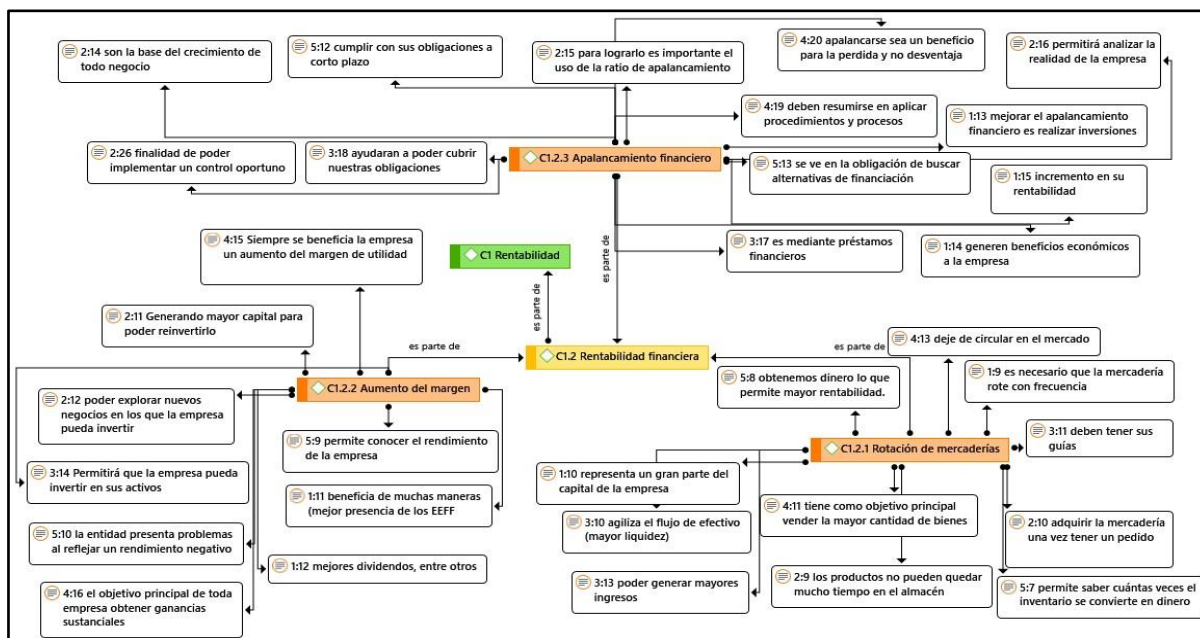 2:14 son la base del crecimiento de
todo negocio
5:12 cumplir con sus obligaciones a
corto plazo
2:15 para lograrlo es importante el
uso de la ratio de apalancamiento
4:20 apalancarse sea un beneficio
para la perdida y no desventaja
2:16 permitirá analizar la
realidad de la empresa
4:19 deben resumirse en aplicar
procedimientos y procesos
1:13 mejorar el apalancamiento
financiero es realizar inversiones
2:26 finalidad de poder
implementar un control oportuno
3:18 ayudaran a poder cubrir
nuestras obligaciones
C1.2.3 Apalancamiento financiero
5:13 se ve en la obligación de buscar
alternativas de financiación
1:15 incremento en su
rentabilidad
4:15 Siempre se beneficia la empresa
un aumento del margen de utilidad
C1 Rentabilidad
es parte de
3:17 es mediante préstamos
financieros
1:14 generen beneficios económicos
a la empresa
2:11 Generando mayor capital para
poder reinvertirlo
es parte de
es parte de
C1.2 Rentabilidad financiera
es parte de
4:13 deje de circular en el mercado
C1.2.2 Aumento del margen
5:8 obtenemos dinero lo que
permite mayor rentabilidad.
1:9 es necesario que la mercadería
rote con frecuencia
2:12 poder explorar nuevos
negocios en los que la empresa
pueda invertir
5:9 permite conocer el rendimiento
de la empresa
3:11 deben tener sus
guías
C1.2.1 Rotación de mercaderías
3:14 Permitirá que la empresa pueda
invertir en sus activos
1:11 beneficia de muchas maneras
(mejor presencia de los EEFF
1:10 representa un gran parte del
capital de la empresa
4:11 tiene como objetivo principal
vender la mayor cantidad de bienes
3:10 agiliza el flujo de efectivo
(mayor liquidez)
2:10 adquirir la mercadería
una vez tener un pedido
5:10 la entidad presenta problemas
al reflejar un rendimiento negativo
1:12 mejores dividendos, entre otros
3:13 poder generar mayores
ingresos
2:9 los productos no pueden quedar
mucho tiempo en el almacén
5:7 permite saber cuántas veces el
inventario se convierte en dinero
4:16 el objetivo principal de toda
empresa obtener ganancias
sustanciales